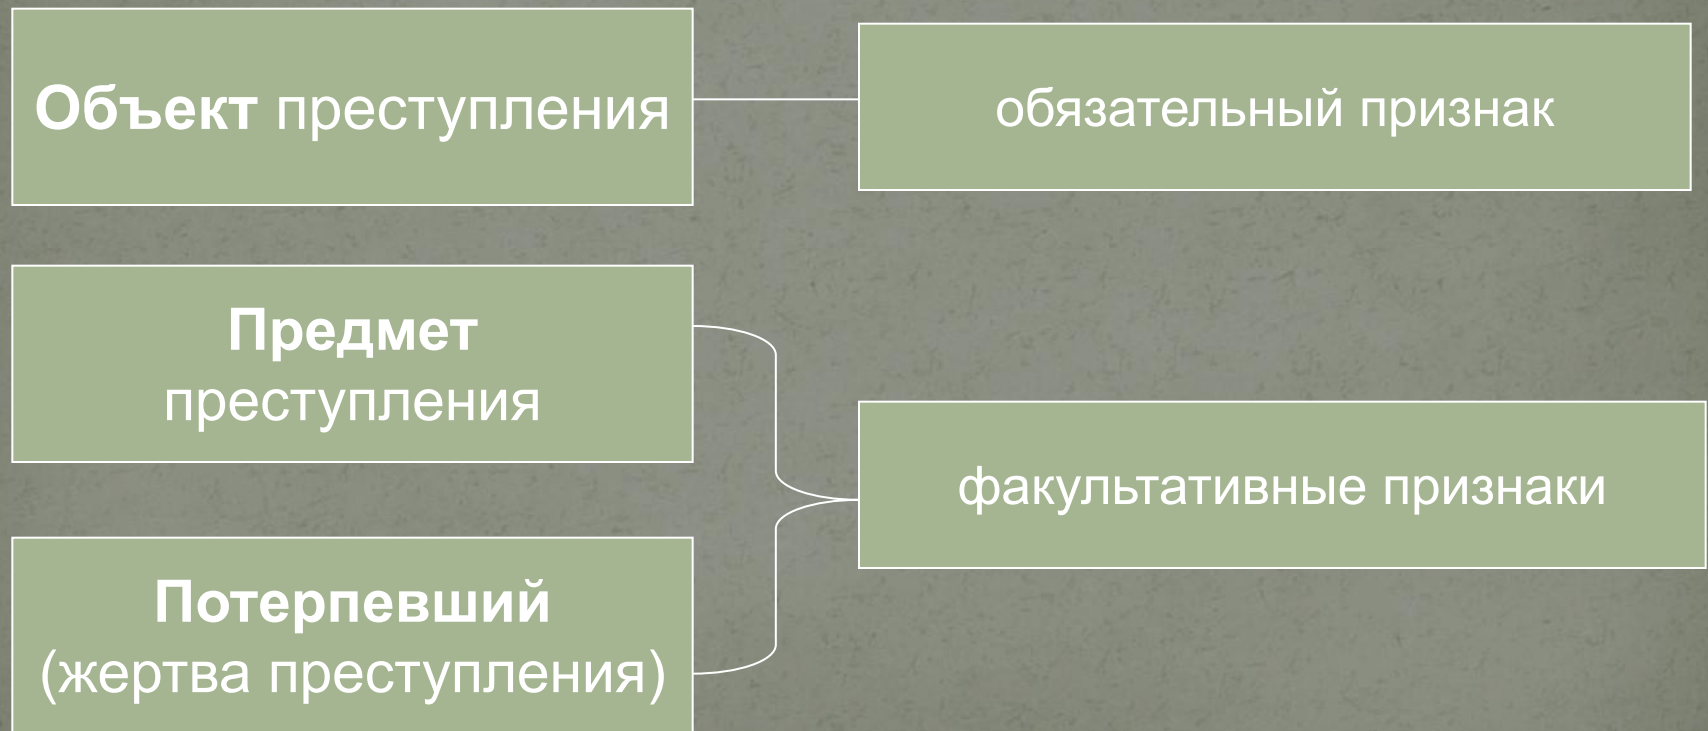 Объект преступления
обязательный признак
Предмет
преступления
факультативные признаки
Потерпевший
(жертва преступления)